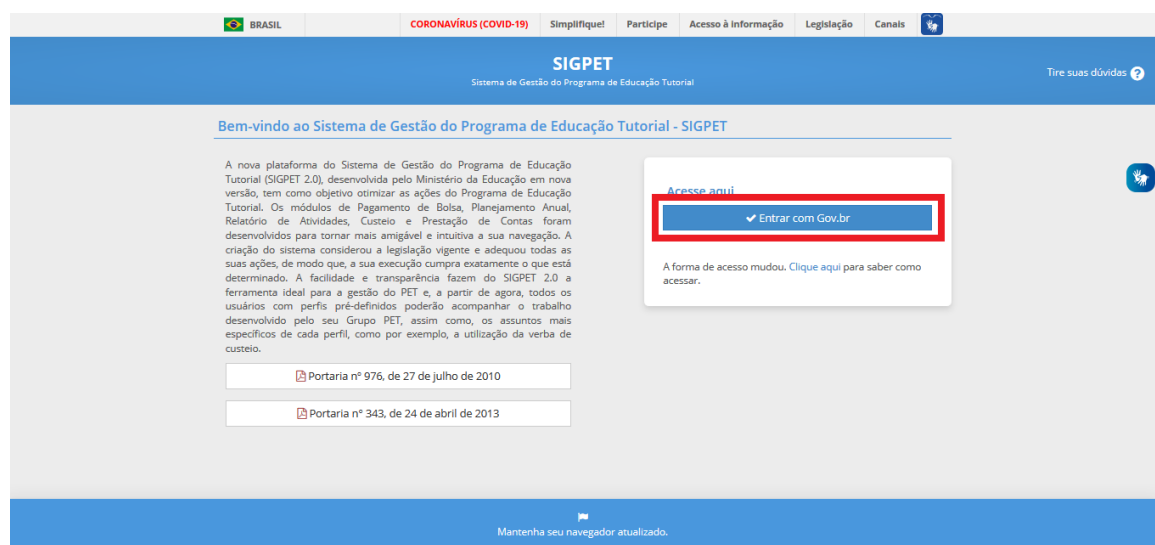 BRASIL
CORONAVÍRUS (COVID-19)
Simplifique!
Participe
Acesso à informação
Legislação
Canais
SIGPET
Sistema de Gestão do Programa de Educação Tutorial
Tire suas dúvidas ?
Bem-vindo ao Sistema de Gestão do Programa de Educação Tutorial - SIGPET
A nova plataforma do Sistema de Gestão do Programa de Educação
Tutorial (SIGPET 2.0), desenvolvida pelo Ministério da Educação em nova
versão, tem como objetivo otimizar as ações do Programa de Educação
Tutorial. Os módulos de Pagamento de Bolsa, Planejamento Anual,
Relatório de Atividades, Custeio e Prestação de Contas foram
desenvolvidos para tornar mais amigável e intuitiva a sua navegação. A
criação do sistema considerou a legislação vigente e adequou todas as
suas ações, de modo que, a sua execução cumpra exatamente o que está
determinado. A facilidade e transparência fazem do SIGPET 2.0 a
ferramenta ideal para a gestão do PET e, a partir de agora, todos os
usuários com perfis pré-definidos poderão acompanhar o trabalho
desenvolvido pelo seu Grupo PET, assim como, os assuntos mais
específicos de cada perfil, como por exemplo, a utilização da verba de
custeio.
Portaria nº 976, de 27 de julho de 2010
Portaria nº 343, de 24 de abril de 2013
Acesse aqui
Entrar com Gov.br
A forma de acesso mudou. Clique aqui para saber como
acessar.
Mantenha seu navegador atualizado.